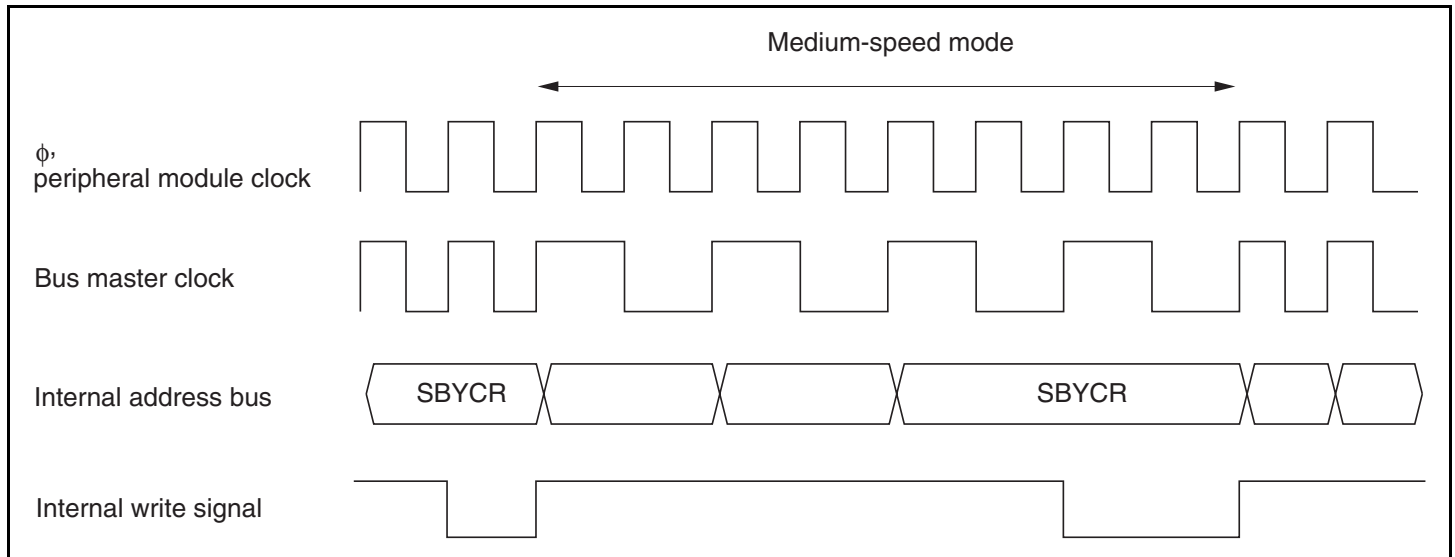 Medium-speed mode
ϕ,
peripheral module clock
Bus master clock
Internal address bus
SBYCR
SBYCR
Internal write signal